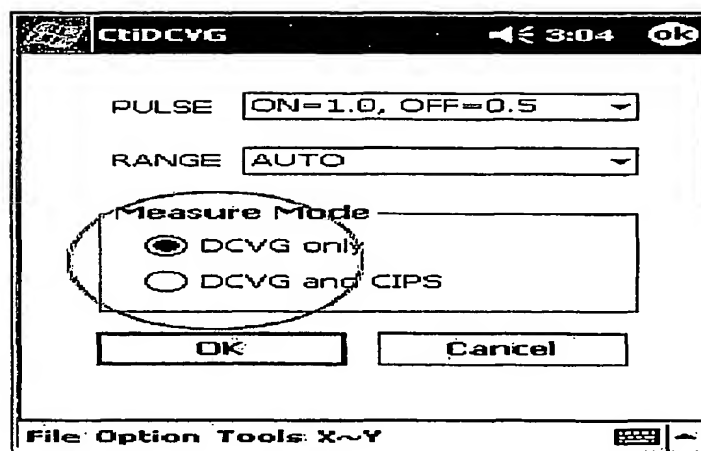 CtiDCVG 3:04 ok
PULSE ON=1.0, OFF=0.5
RANGE AUTO
Measure Mode
DCVG only
DCVG and CIPS
OK Cancel
File Option Tools X~Y